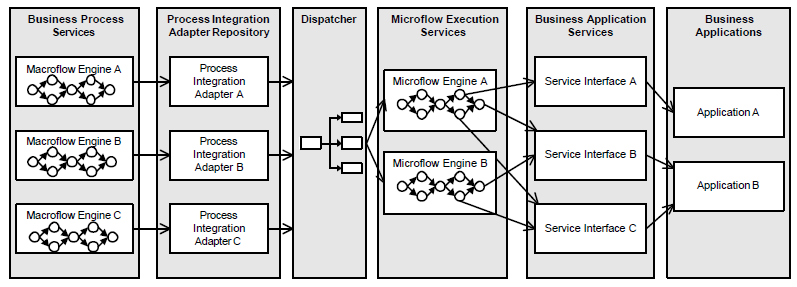 Business Process
Services
Macroflow Engine A
Macroflow Engine B
Macroflow Engine C
Process Integration
Adapter Repository
Process
Integration
Adapter A
Process
Integration
Adapter B
Process
Integration
Adapter C
Dispatcher
Microflow Execution
Services
Microflow Engine A
Microflow Engine B
Business Application
Services
Service Interface A
Service Interface B
Service Interface C
Business
Applications
Application A
Application B